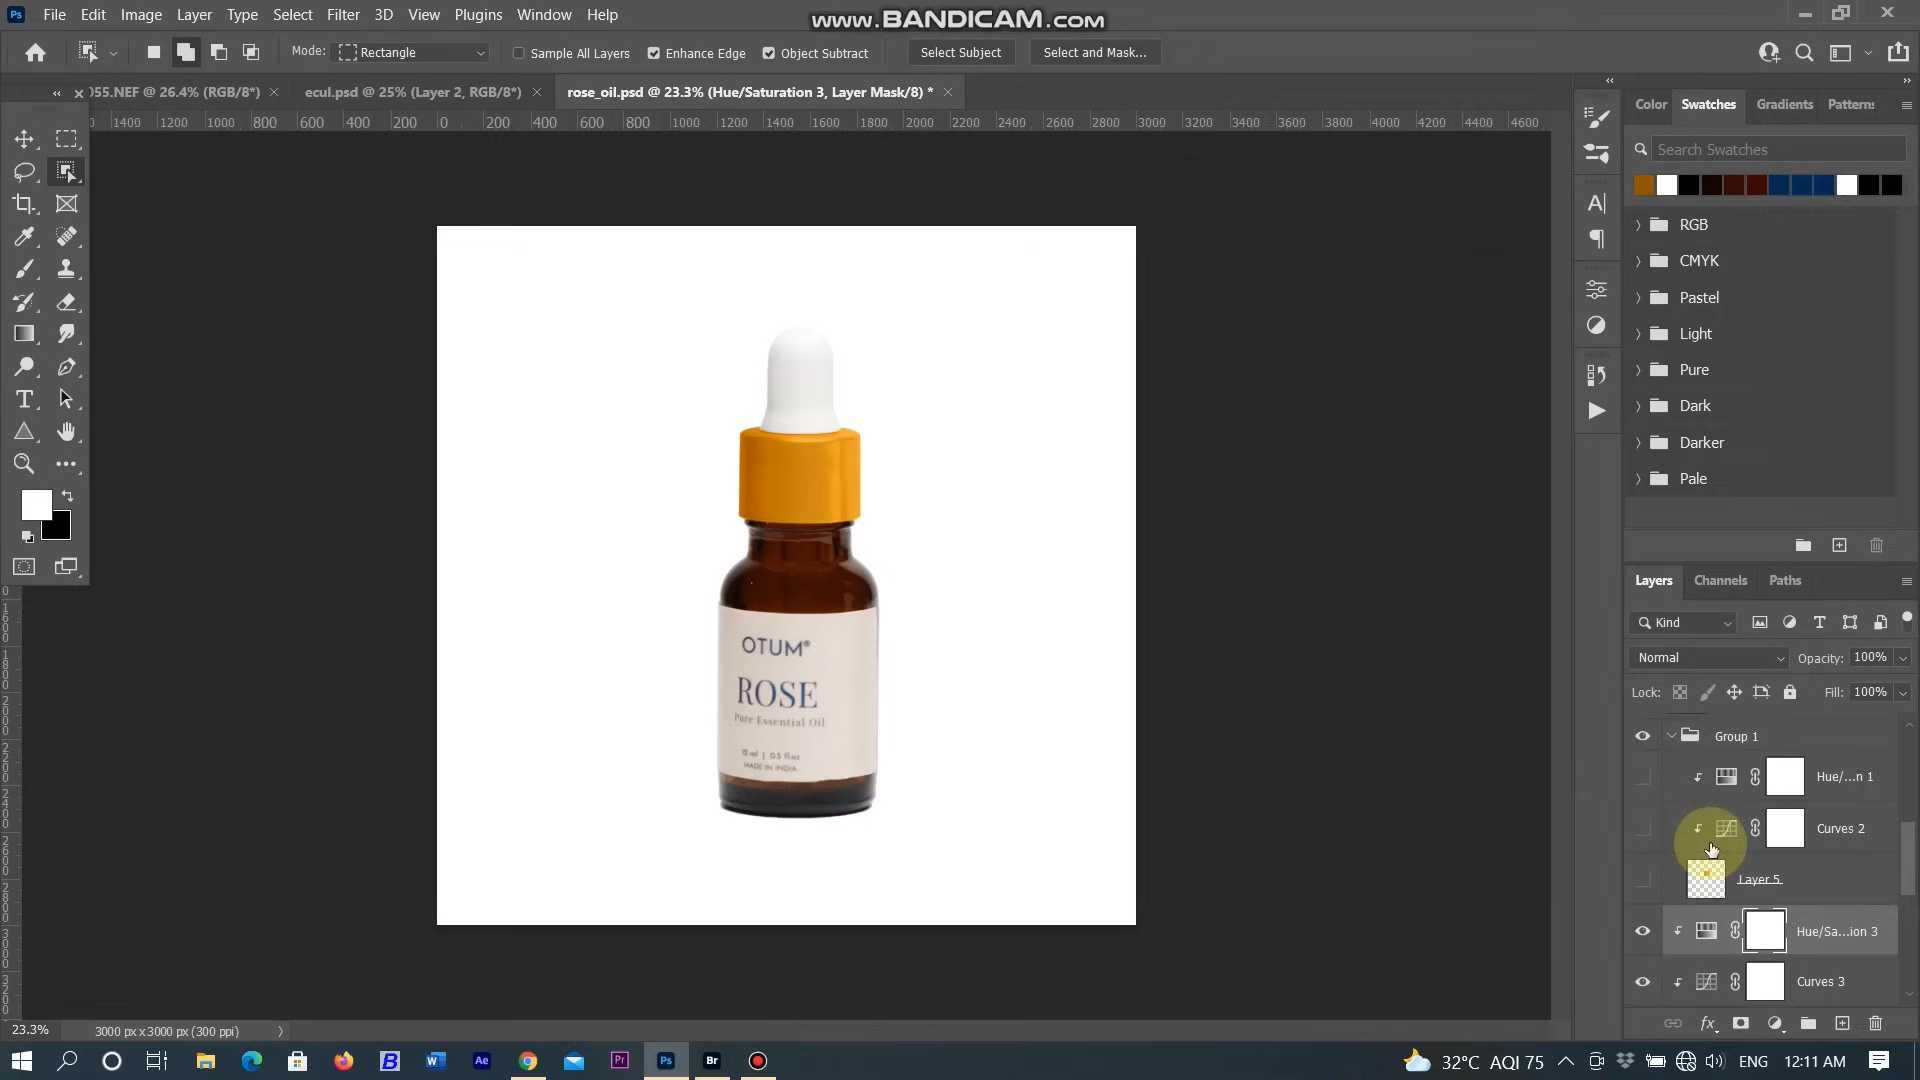 File Edit Image Layer Type Select Filter 3D View Plugins Window Help
www.BANDICAM.com
Mode: Rectangle Sample All Layers Enhance Edge Object Subtract Select Subject Select and Mask...
055.NEF @ 26.4% (RGB/8*) ecul.psd @ 25% (Layer 2, RGB/8*) rose_oil.psd @ 23.3% (Hue/Saturation 3, Layer Mask/8) *
1400 1200 1000 800 600 400 200 0 200 400 600 800 1000 1200 1400 1600 1800 2000 2200 2400 2600 2800 3000 3200 3400 3600 3800 4000 4200 4400 4600
Color Swatches Gradients Patterns
Search Swatches
RGB
CMYK
Pastel
Light
Pure
Dark
Darker
Pale
OTUM®
ROSE
Pure Essential Oil
MADE IN INDIA
Layers Channels Paths
Kind
Normal Opacity: 100%
Lock: Fill: 100%
Group 1
Hue/...n 1
Curves 2
Layer 5
Hue/Sa...ion 3
Curves 3
23.3% 3000 px x 3000 px (300 ppi)
32°C AQI 75 ENG 12:11 AM